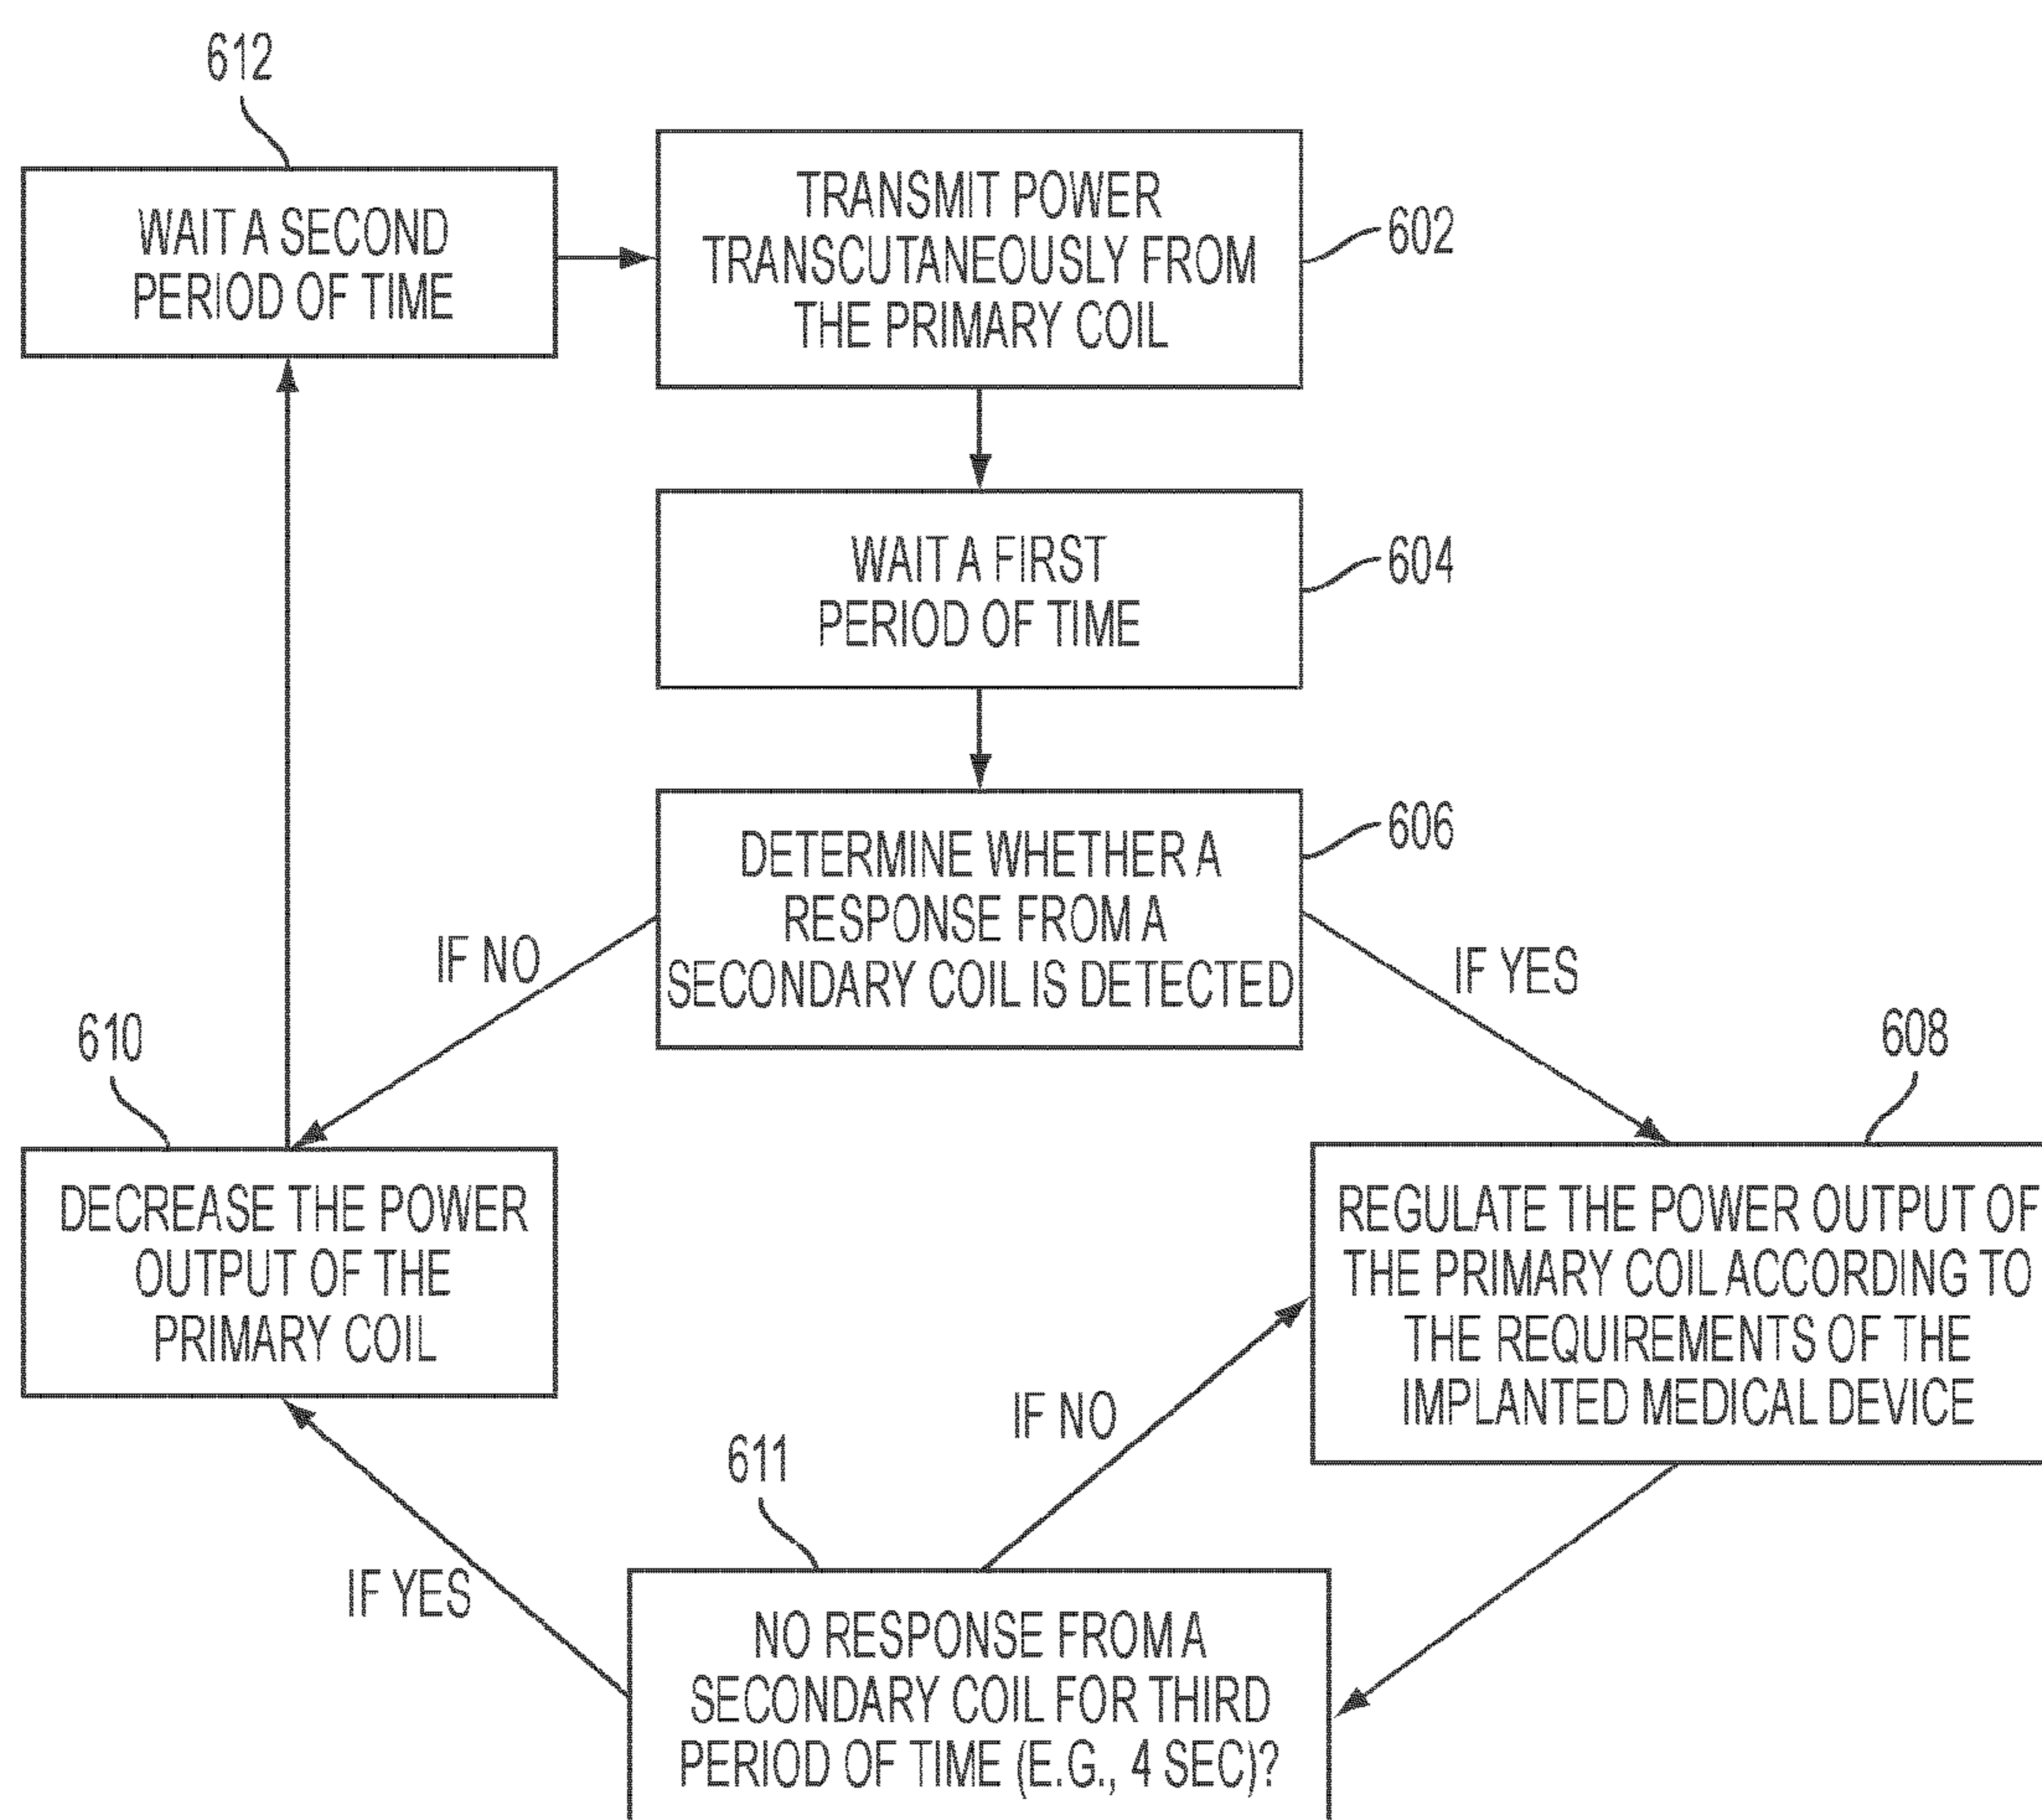 612
WAIT A SECOND
PERIOD OF TIME
TRANSMIT POWER
TRANSCUTANEOUSLY FROM
THE PRIMARY COIL
602
WAIT A FIRST
PERIOD OF TIME
604
DETERMINE WHETHER A
RESPONSE FROM A
SECONDARY COIL IS DETECTED
606
IF NO
IF YES
610
DECREASE THE POWER
OUTPUT OF THE
PRIMARY COIL
608
REGULATE THE POWER OUTPUT OF
THE PRIMARY COIL ACCORDING TO
THE REQUIREMENTS OF THE
IMPLANTED MEDICAL DEVICE
IF NO
611
IF YES
NO RESPONSE FROM A
SECONDARY COIL FOR THIRD
PERIOD OF TIME (E.G., 4 SEC)?